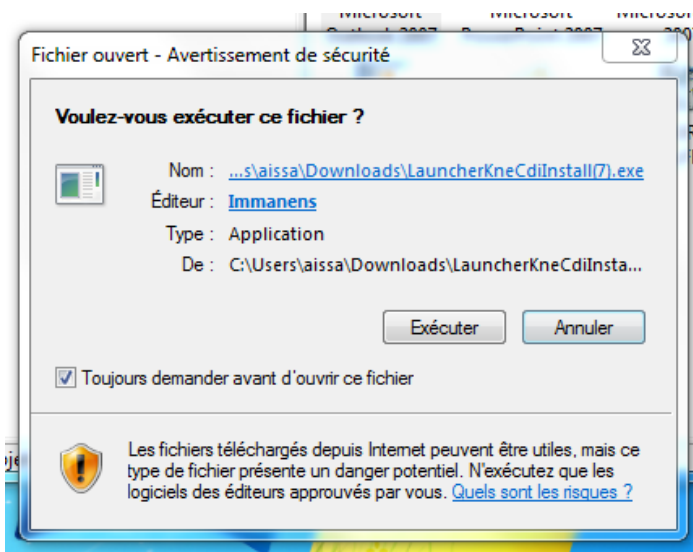 Microsoft Microsoft
Fichier ouvert - Avertissement de sécurité
Voulez-vous exécuter ce fichier ?
Nom : ...s\aissa\Downloads\LauncherKneCdiInstall(7).exe
Éditeur : Immanens
Type : Application
De : C:\Users\aissa\Downloads\LauncherKneCdiInsta...
Exécuter Annuler
Toujours demander avant d'ouvrir ce fichier
Les fichiers téléchargés depuis Internet peuvent être utiles, mais ce
type de fichier présente un danger potentiel. N'exécutez que les
logiciels des éditeurs approuvés par vous. Quels sont les risques ?